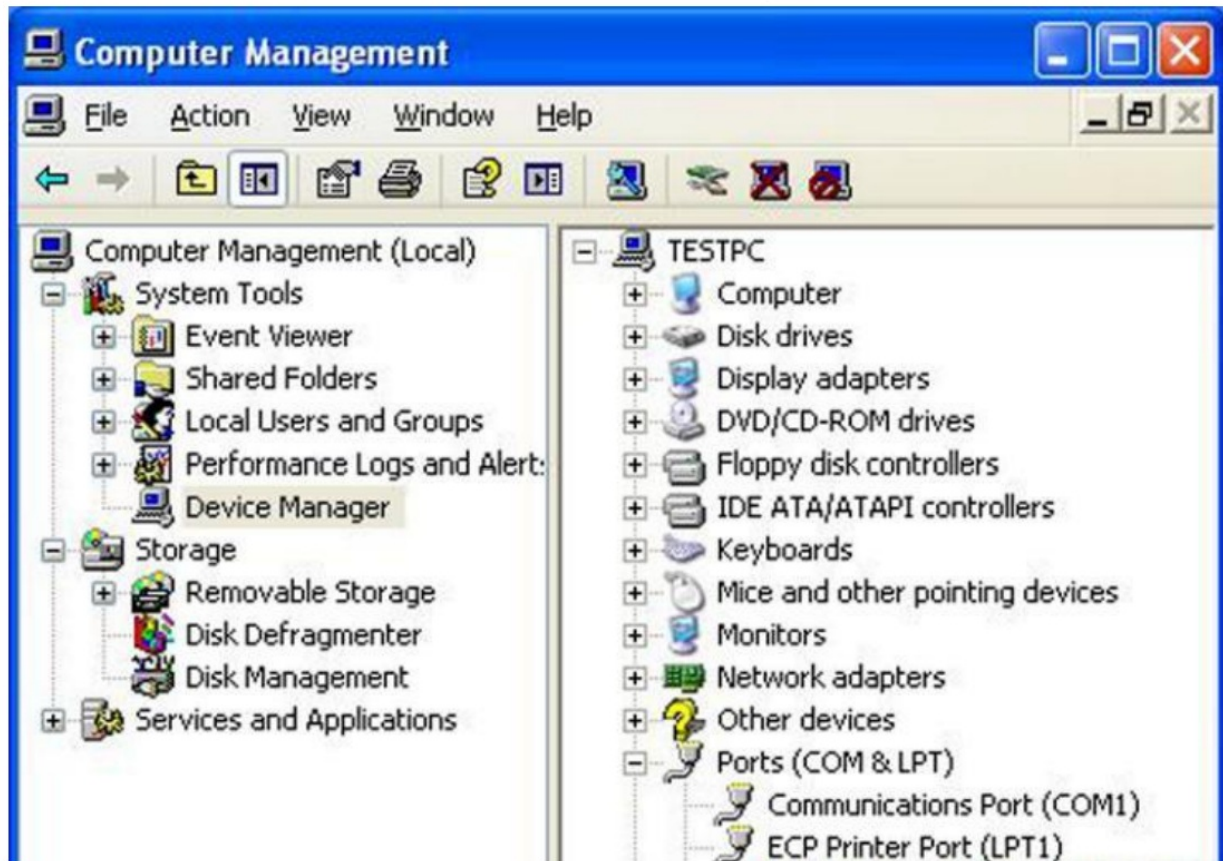 Computer Management
File Action View Window Help
Computer Management (Local)
System Tools
Event Viewer
Shared Folders
Local Users and Groups
Performance Logs and Alert
Device Manager
Storage
Removable Storage
Disk Defragmenter
Disk Management
Services and Applications
TESTPC
Computer
Disk drives
Display adapters
DVD/CD-ROM drives
Floppy disk controllers
IDE ATA/ATAPI controllers
Keyboards
Mice and other pointing devices
Monitors
Network adapters
Other devices
Ports (COM & LPT)
Communications Port (COM1)
ECP Printer Port (LPT1)